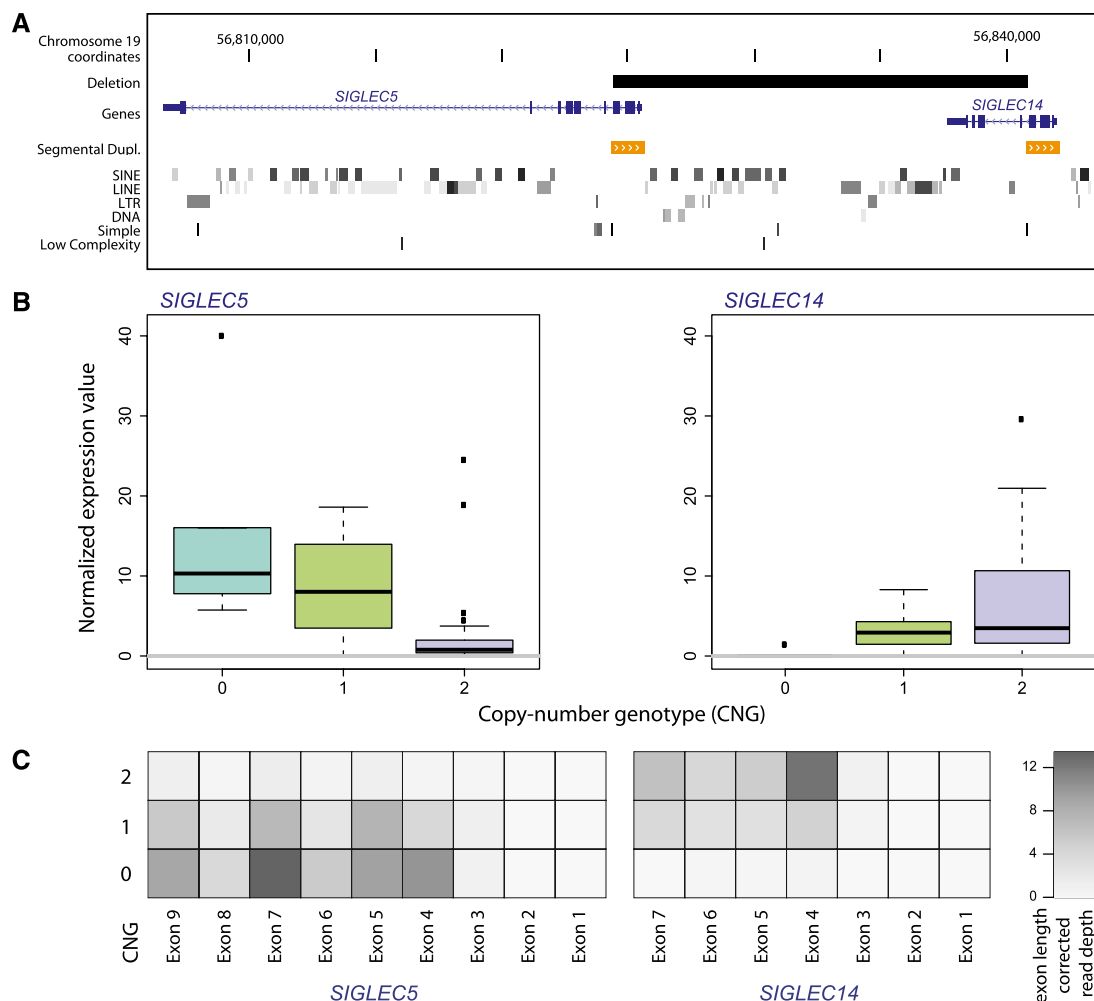 A
Chromosome 19
coordinates
56,810,000
56,840,000
Deletion
Genes
SIGLEC5
SIGLEC14
Segmental Dupl.
SINE
LINE
LTR
DNA
Simple
Low Complexity
B
SIGLEC5
SIGLEC14
Normalized expression value
0
10
20
30
40
0
10
20
30
40
0
1
2
0
1
2
Copy-number genotype (CNG)
C
2
1
0
CNG
Exon 9
Exon 8
Exon 7
Exon 6
Exon 5
Exon 4
Exon 3
Exon 2
Exon 1
SIGLEC5
Exon 7
Exon 6
Exon 5
Exon 4
Exon 3
Exon 2
Exon 1
SIGLEC14
12
8
4
0
exon length
corrected
read depth